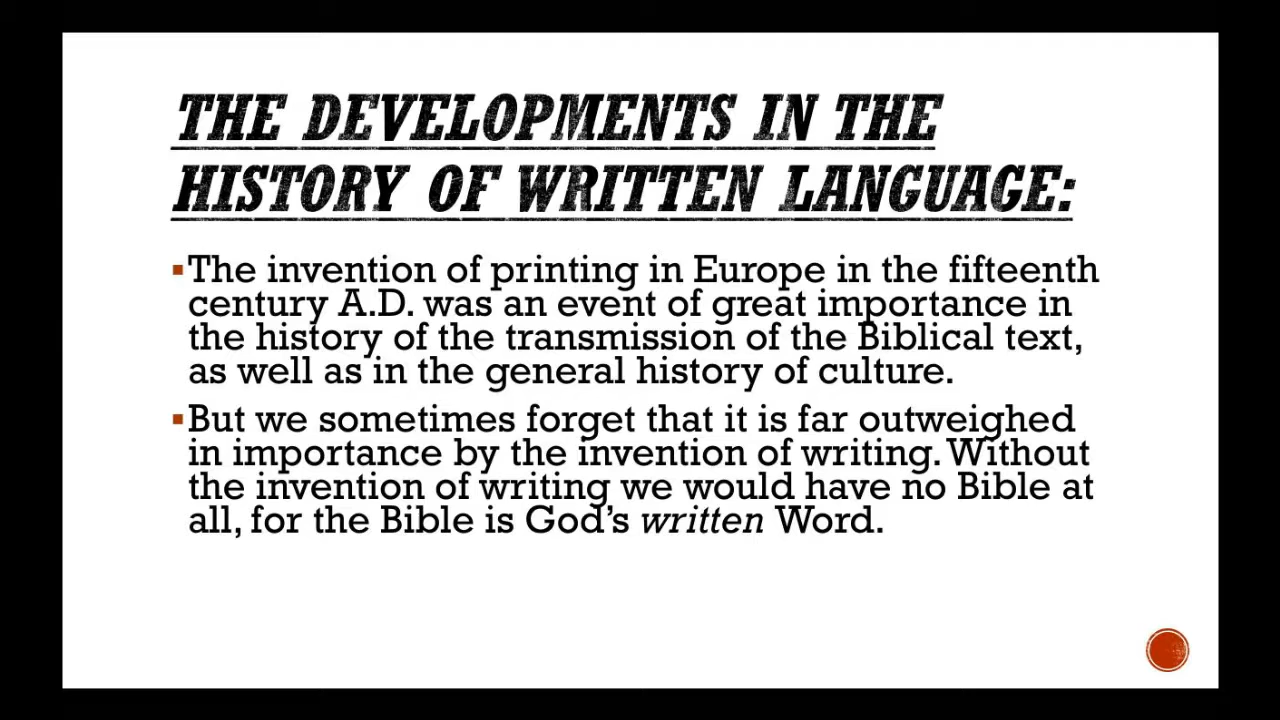 THE DEVELOPMENTS IN THE
HISTORY OF WRITTEN LANGUAGE:
▪The invention of printing in Europe in the fifteenth
century A.D. was an event of great importance in
the history of the transmission of the Biblical text,
as well as in the general history of culture.
▪But we sometimes forget that it is far outweighed
in importance by the invention of writing. Without
the invention of writing we would have no Bible at
all, for the Bible is God’s written Word.